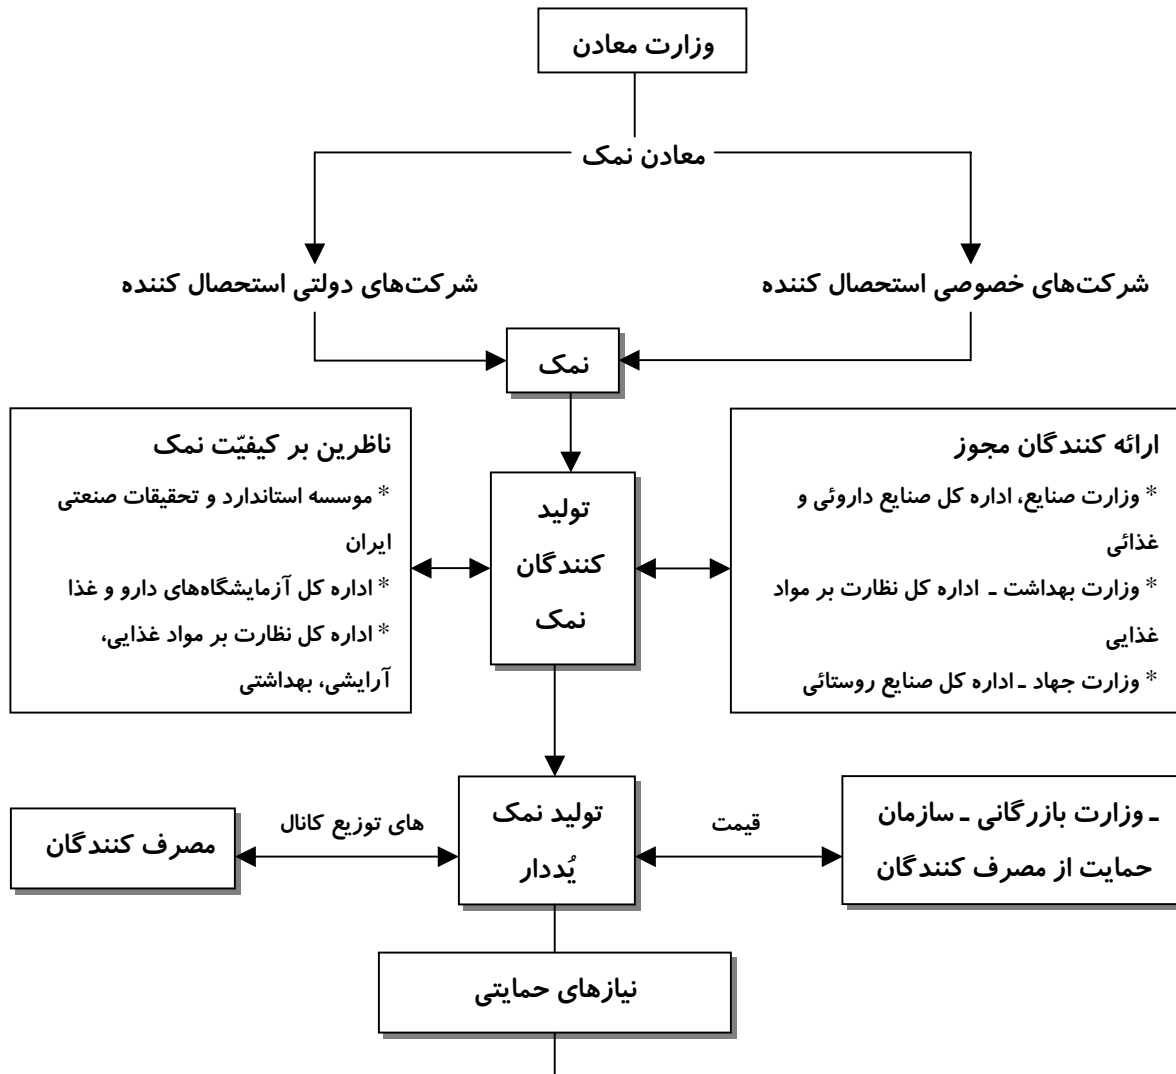 وزارت معادن
معادن نمک
شرکت‌های خصوصی استحصال کننده
شرکت‌های دولتی استحصال کننده
نمک
ارائه کنندگان مجوز
* وزارت صنایع، اداره کل صنایع داروئی و
غذائی
* وزارت بهداشت ـ اداره کل نظارت بر مواد
غذایی
* وزارت جهاد ـ اداره کل صنایع روستائی
تولید
کنندگان
نمک
ناظرین بر کیفیّت نمک
* موسسه استاندارد و تحقیقات صنعتی
ایران
* اداره کل آزمایشگاه‌های دارو و غذا
* اداره کل نظارت بر مواد غذایی،
آرایشی، بهداشتی
ـ وزارت بازرگانی ـ سازمان
حمایت از مصرف کنندگان
قیمت
تولید نمک
یُددار
های توزیع کانال
مصرف کنندگان
نیازهای حمایتی